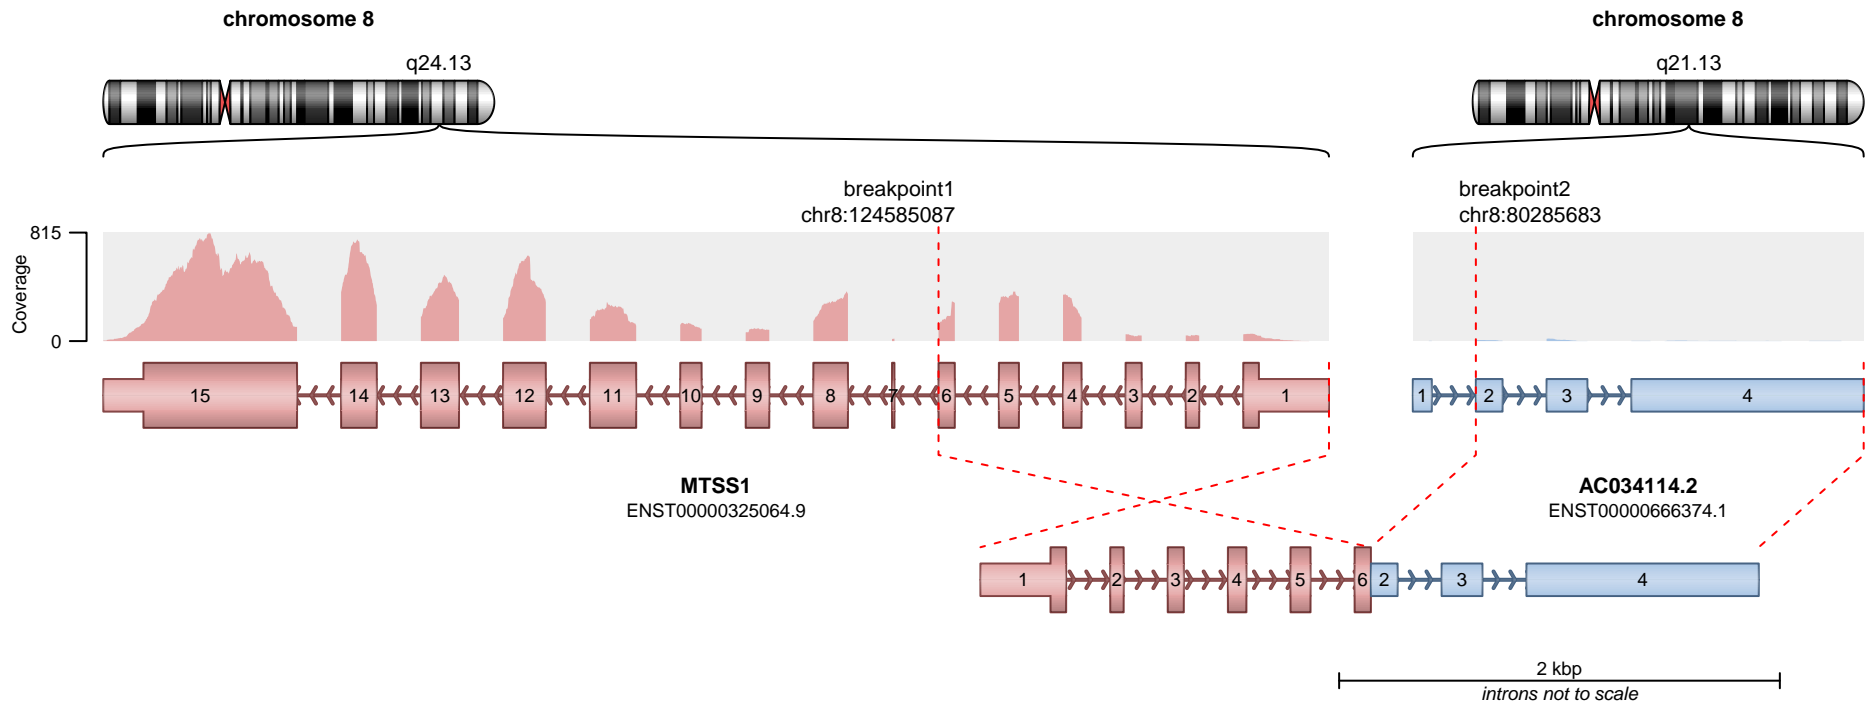 chromosome 8
chromosome 8
q24.13
q21.13
breakpoint1
chr8:124585087
breakpoint2
chr8:80285683
815
0
Coverage
15 14 13 12 11 10 9 8 7 6 5 4 3 2 1
1 2 3 4
MTSS1
ENST00000325064.9
AC034114.2
ENST00000666374.1
1 2 3 4 5 6 2 3 4
2 kbp
introns not to scale